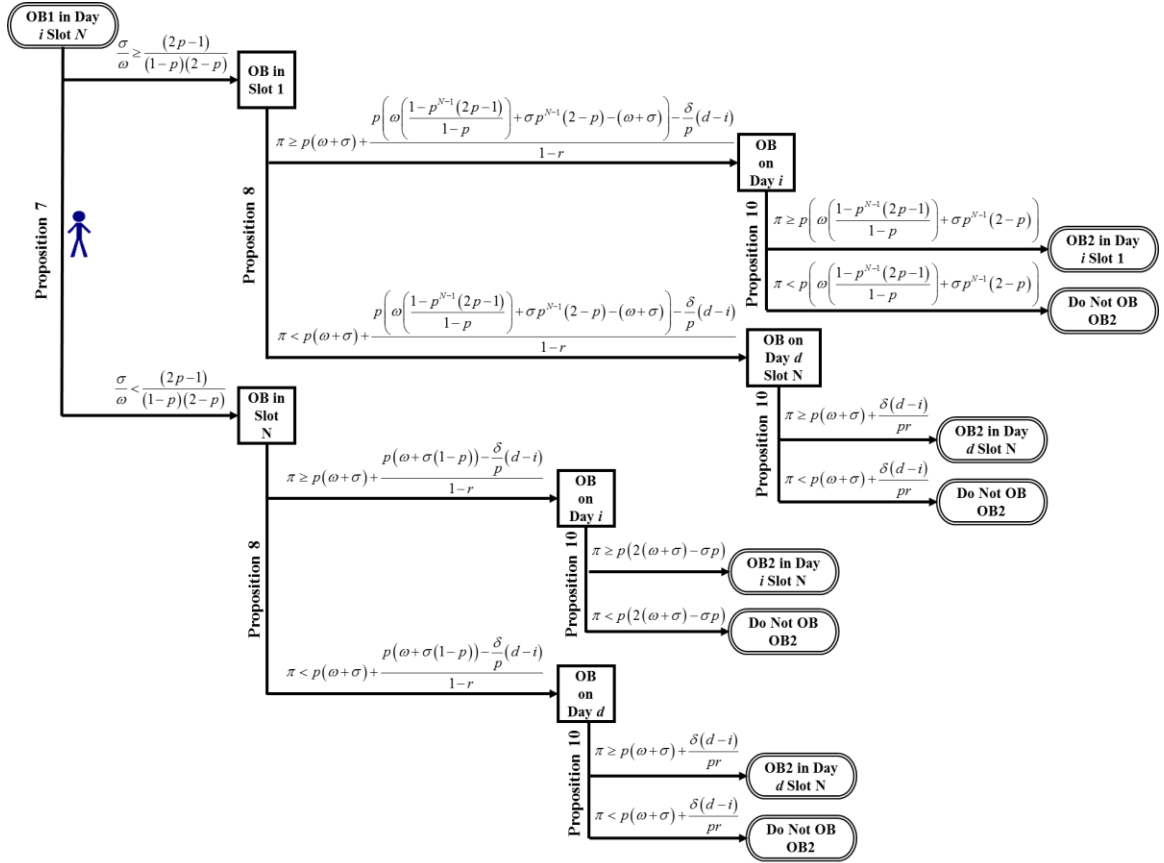 OB1 in Day
i Slot N
σ/ω ≥ (2p−1)/((1−p)(2−p))
OB in
Slot 1
Proposition 7
Proposition 8
π ≥ p(ω+σ) + (p(ω((1−p^{N−1}(2p−1))/(1−p)) + σp^{N−1}(2−p) − (ω+σ)) − (δ/p)(d−i))/(1−r)
OB
on
Day i
Proposition 10
π ≥ p(ω((1−p^{N−1}(2p−1))/(1−p)) + σp^{N−1}(2−p))
OB2 in Day
i Slot 1
π < p(ω((1−p^{N−1}(2p−1))/(1−p)) + σp^{N−1}(2−p))
Do Not OB
OB2
π < p(ω+σ) + (p(ω((1−p^{N−1}(2p−1))/(1−p)) + σp^{N−1}(2−p) − (ω+σ)) − (δ/p)(d−i))/(1−r)
OB on
Day d
Slot N
Proposition 10
π ≥ p(ω+σ) + δ(d−i)/(pr)
OB2 in Day
d Slot N
π < p(ω+σ) + δ(d−i)/(pr)
Do Not OB
OB2
σ/ω < (2p−1)/((1−p)(2−p))
OB in
Slot
N
Proposition 8
π ≥ p(ω+σ) + (p(ω+σ(1−p)) − (δ/p)(d−i))/(1−r)
OB
on
Day i
Proposition 10
π ≥ p(2(ω+σ)−σp)
OB2 in Day
i Slot N
π < p(2(ω+σ)−σp)
Do Not OB
OB2
π < p(ω+σ) + (p(ω+σ(1−p)) − (δ/p)(d−i))/(1−r)
OB
on
Day d
Proposition 10
π ≥ p(ω+σ) + δ(d−i)/(pr)
OB2 in Day
d Slot N
π < p(ω+σ) + δ(d−i)/(pr)
Do Not OB
OB2